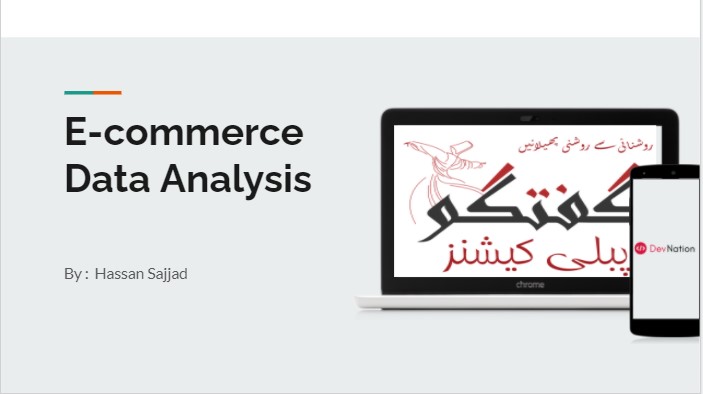 E-commerce
Data Analysis
By : Hassan Sajjad
روشنائی سے روشنی پھیلائیں
گفتگو
پبلی کیشنز
chrome
</> DevNation